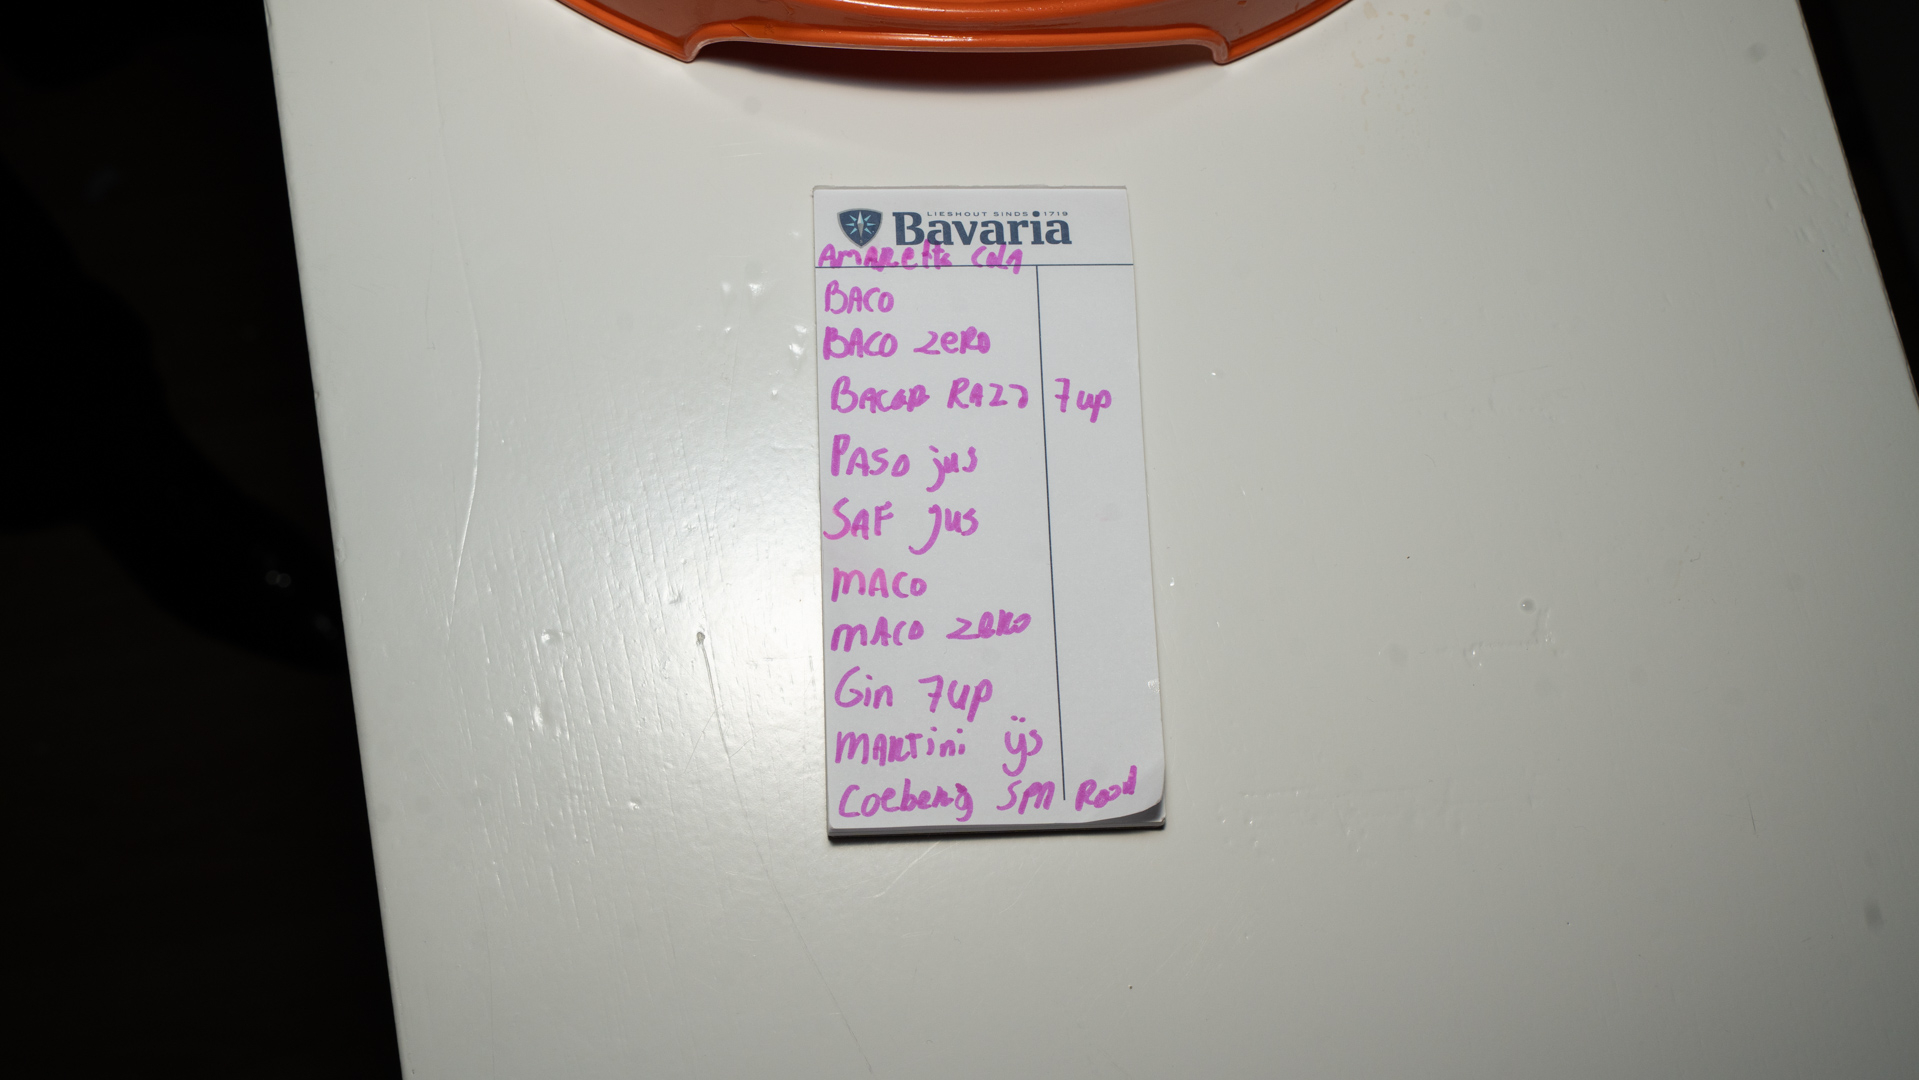 LIESHOUT SINDS 1719
Bavaria
Amaretto Cola
BACO
BACO ZeRO
BACAR RAZZ 7up
PASO jus
SAF jus
MACO
MACO ZERO
Gin 7up
MARTini ijs
Coebergh SPA Rood